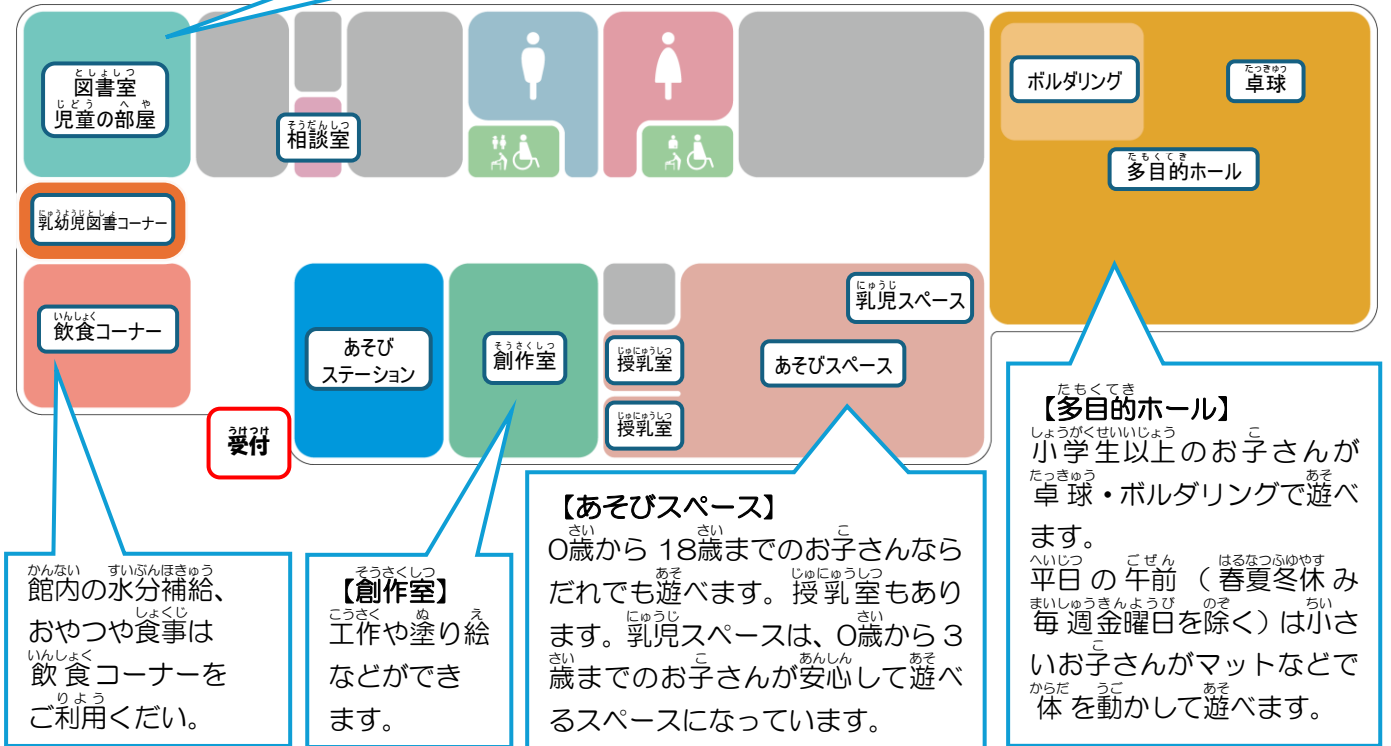 図書室
児童の部屋
相談室
ボルダリング
卓球
多目的ホール
乳幼児図書コーナー
飲食コーナー
あそび
ステーション
創作室
授乳室
授乳室
乳児スペース
あそびスペース
受付
館内の水分補給、
おやつや食事は
飲食コーナーを
ご利用くだい。
【創作室】
工作や塗り絵
などができ
ます。
【あそびスペース】
0歳から18歳までのお子さんなら
だれでも遊べます。授乳室もあり
ます。乳児スペースは、0歳から3
歳までのお子さんが安心して遊べ
るスペースになっています。
【多目的ホール】
小学生以上のお子さんが
卓球・ボルダリングで遊べ
ます。
平日の午前（春夏冬休み
毎週金曜日を除く）は小さ
いお子さんがマットなどで
体を動かして遊べます。